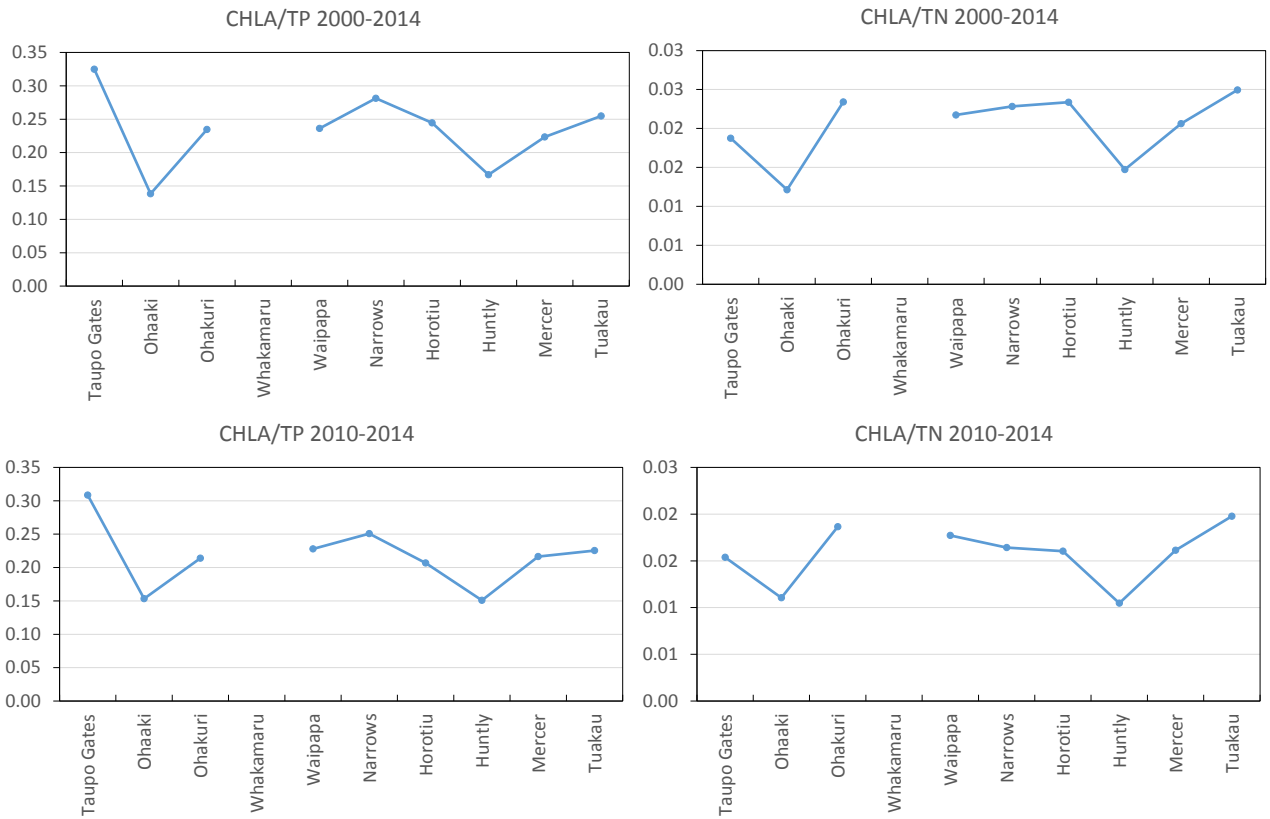 CHLA/TP 2000-2014
0.35
0.30
0.25
0.20
0.15
0.10
0.05
0.00
Taupo Gates
Ohaaki
Ohakuri
Whakamaru
Waipapa
Narrows
Horotiu
Huntly
Mercer
Tuakau
CHLA/TN 2000-2014
0.03
0.03
0.02
0.02
0.01
0.01
0.00
Taupo Gates
Ohaaki
Ohakuri
Whakamaru
Waipapa
Narrows
Horotiu
Huntly
Mercer
Tuakau
CHLA/TP 2010-2014
0.35
0.30
0.25
0.20
0.15
0.10
0.05
0.00
Taupo Gates
Ohaaki
Ohakuri
Whakamaru
Waipapa
Narrows
Horotiu
Huntly
Mercer
Tuakau
CHLA/TN 2010-2014
0.03
0.02
0.02
0.01
0.01
0.00
Taupo Gates
Ohaaki
Ohakuri
Whakamaru
Waipapa
Narrows
Horotiu
Huntly
Mercer
Tuakau